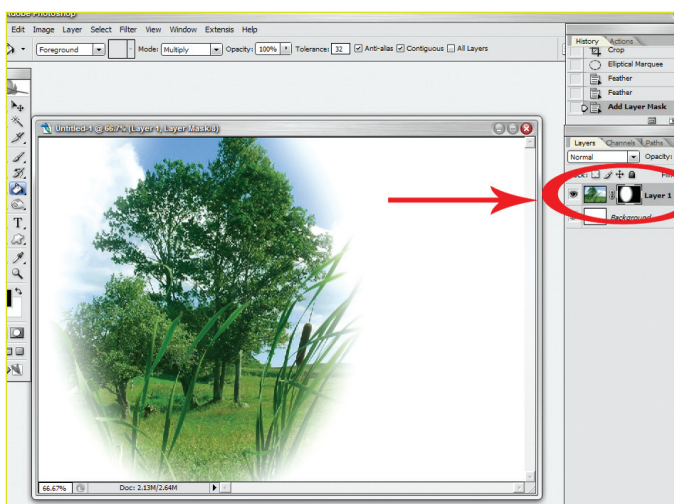 Adobe Photoshop
Edit Image Layer Select Filter View Window Extensis Help
Foreground Mode: Multiply Opacity: 100% Tolerance: 32 Anti-alias Contiguous All Layers
History Actions
Crop
Elliptical Marquee
Feather
Feather
Add Layer Mask
Untitled-1 @ 66.7% (Layer 1, Layer Mask/8)
Layers Channels Paths
Normal Opacity:
Layer 1
Background
T
66.67% Doc: 2.13M/2.64M